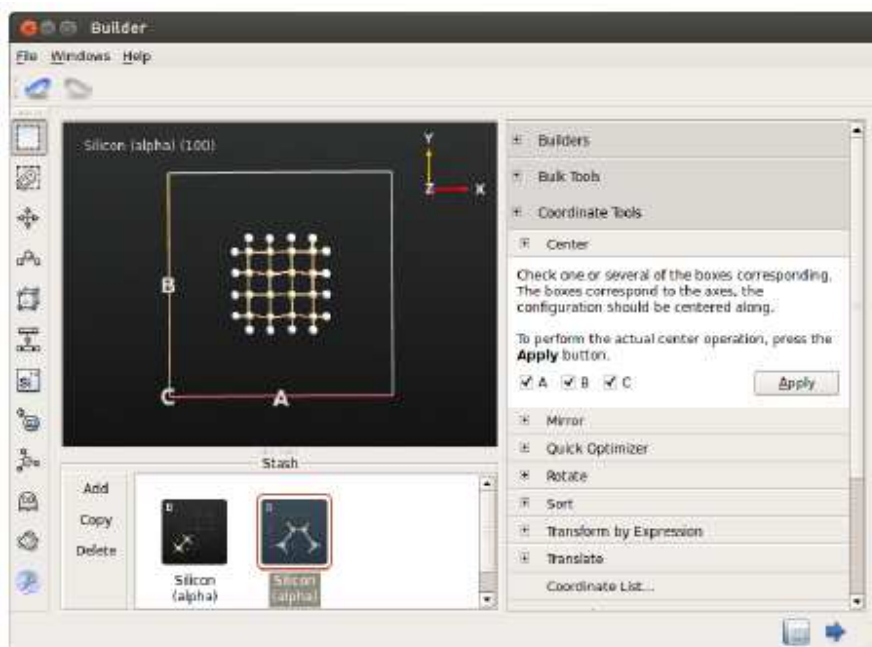 Builder
File Windows Help
Silicon (alpha) (100)
Y
Z X
B
C A
Stash
Add
Copy
Delete
Silicon
(alpha)
Silicon
(alpha)
Builders
Bulk Tools
Coordinate Tools
Center
Check one or several of the boxes corresponding.
The boxes correspond to the axes, the
configuration should be centered along.
To perform the actual center operation, press the
Apply button.
A B C Apply
Mirror
Quick Optimizer
Rotate
Sort
Transform by Expression
Translate
Coordinate List...